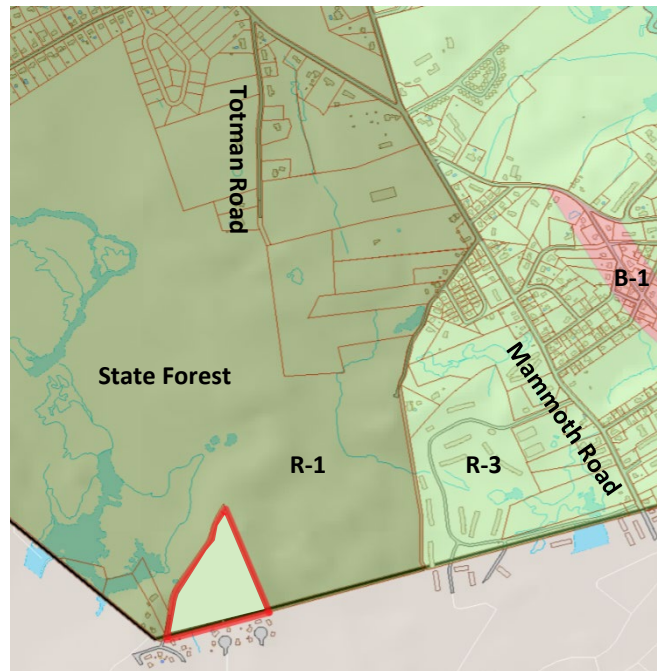 Totman Road
B-1
Mammoth Road
State Forest
R-1
R-3